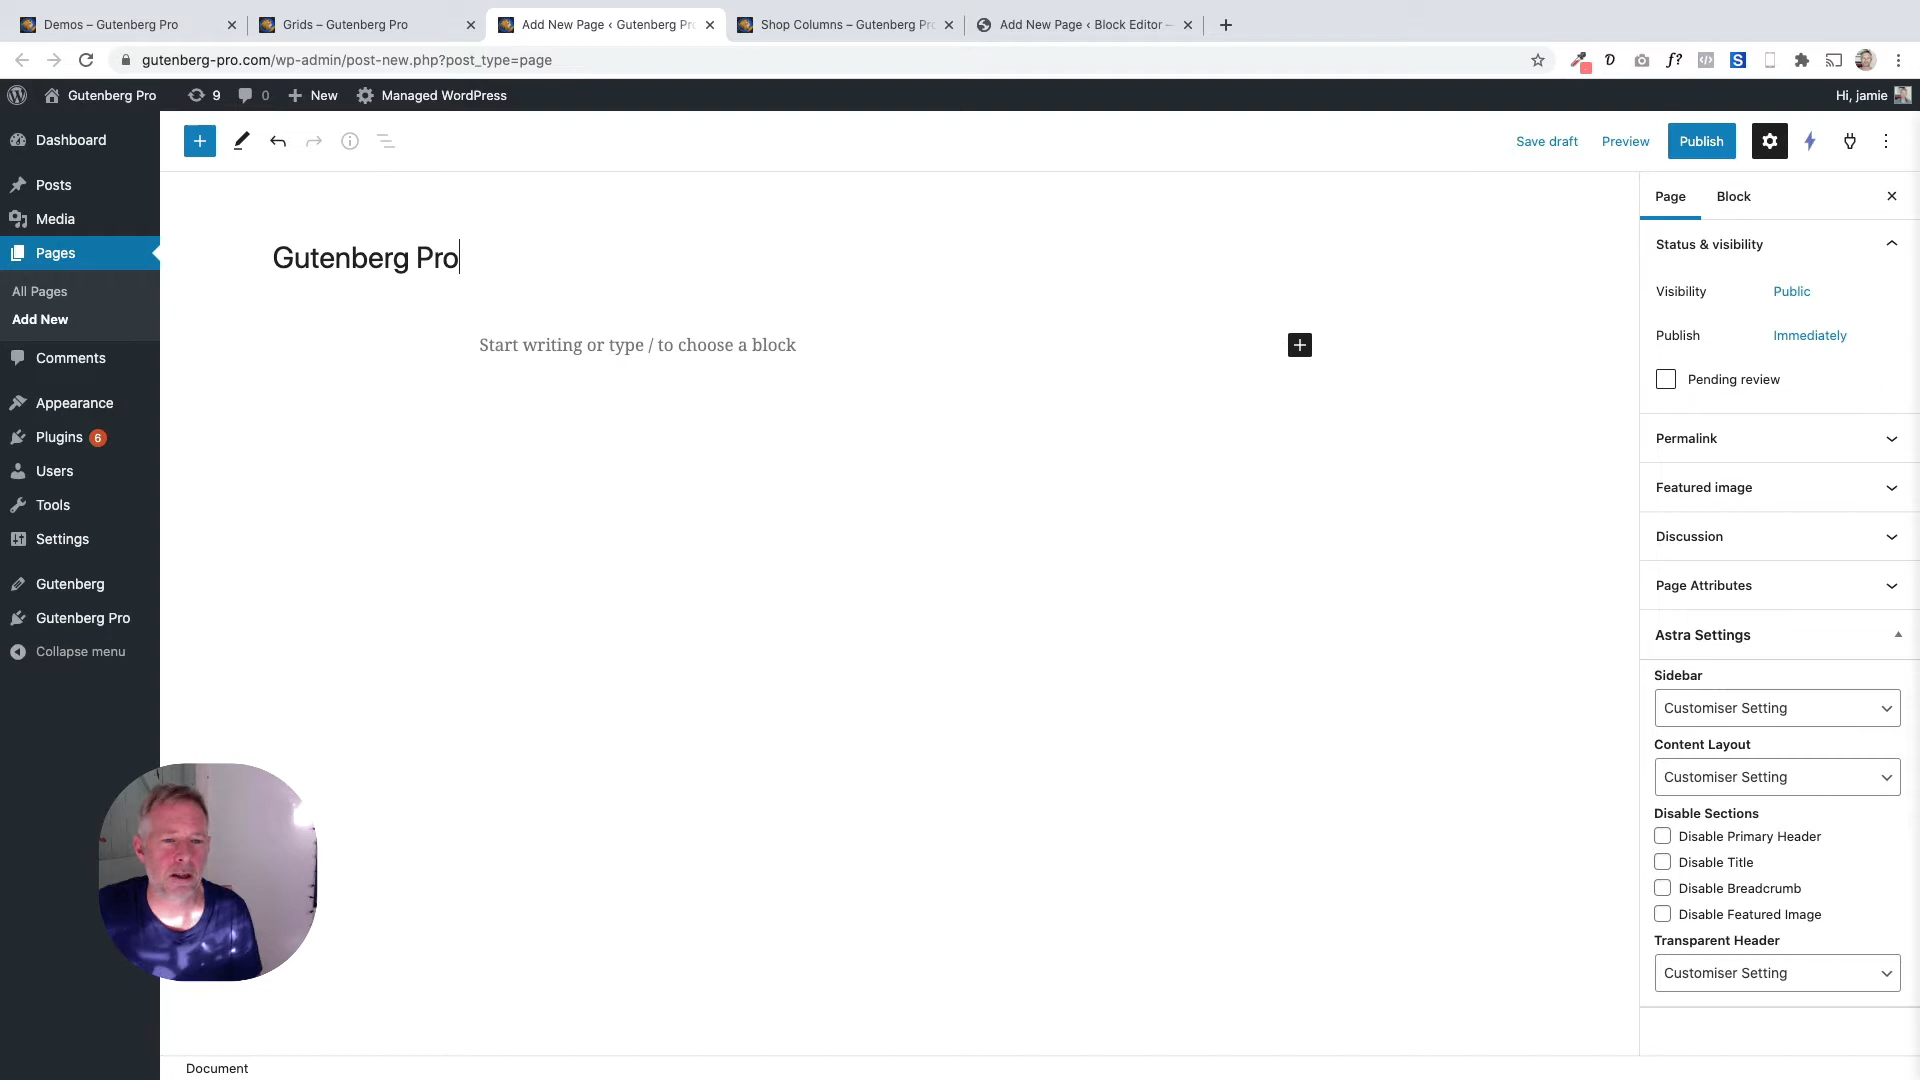 Demos – Gutenberg Pro
Grids – Gutenberg Pro
Add New Page ‹ Gutenberg Pro
Shop Columns – Gutenberg Pro
Add New Page ‹ Block Editor –
gutenberg-pro.com/wp-admin/post-new.php?post_type=page
Gutenberg Pro 9 0 New Managed WordPress Hi, jamie
Dashboard
Posts
Media
Pages
All Pages
Add New
Comments
Appearance
Plugins 6
Users
Tools
Settings
Gutenberg
Gutenberg Pro
Collapse menu
Save draft Preview Publish
Gutenberg Pro
Start writing or type / to choose a block
Page Block
Status & visibility
Visibility Public
Publish Immediately
Pending review
Permalink
Featured image
Discussion
Page Attributes
Astra Settings
Sidebar
Customiser Setting
Content Layout
Customiser Setting
Disable Sections
Disable Primary Header
Disable Title
Disable Breadcrumb
Disable Featured Image
Transparent Header
Customiser Setting
Document